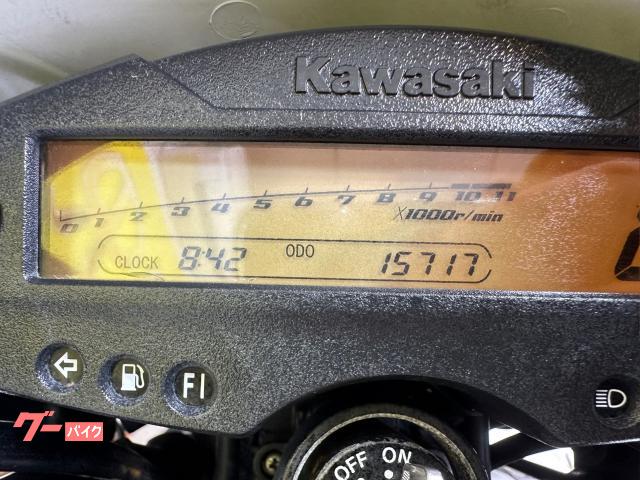 Kawasaki
0 1 2 3 4 5 6 7 8 9 10 11
X1000r/min
CLOCK 8:42 ODO 15717
FI
グーバイク
OFF ON